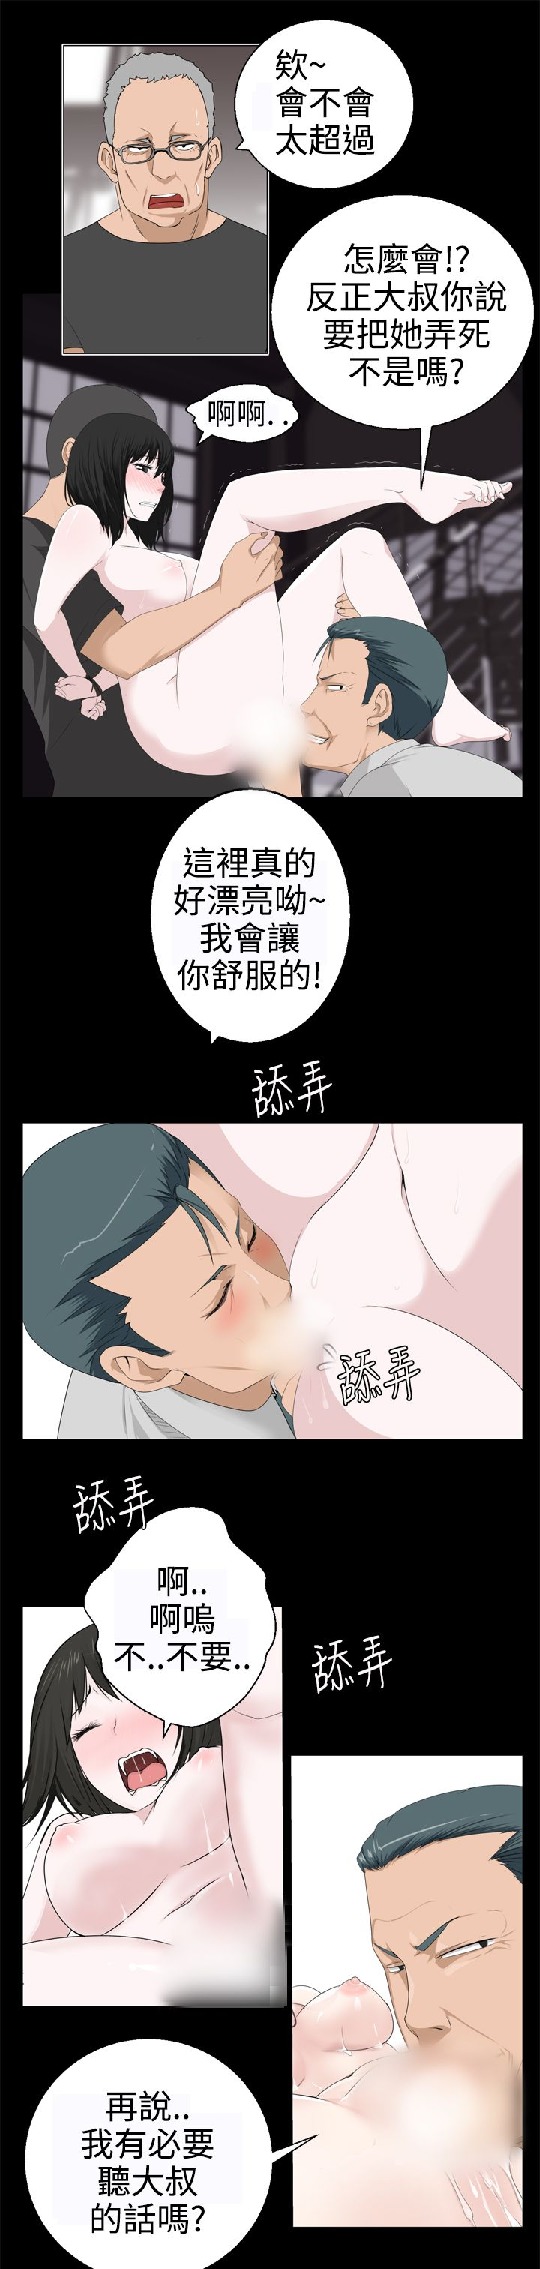 欸~
會不會
太超過
怎麼會!?
反正大叔你說
要把她弄死
不是嗎?
啊啊..
這裡真的
好漂亮呦~
我會讓
你舒服的!
舔弄
舔弄
舔弄
啊..
啊嗚
不..不要..
舔弄
再說..
我有必要
聽大叔
的話嗎?